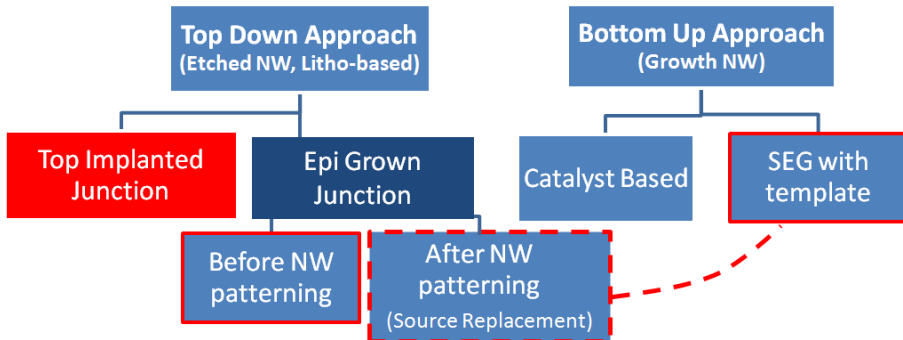 Top Down Approach
(Etched NW, Litho-based)
Bottom Up Approach
(Growth NW)
Top Implanted
Junction
Epi Grown
Junction
Catalyst Based
SEG with
template
Before NW
patterning
After NW
patterning
(Source Replacement)